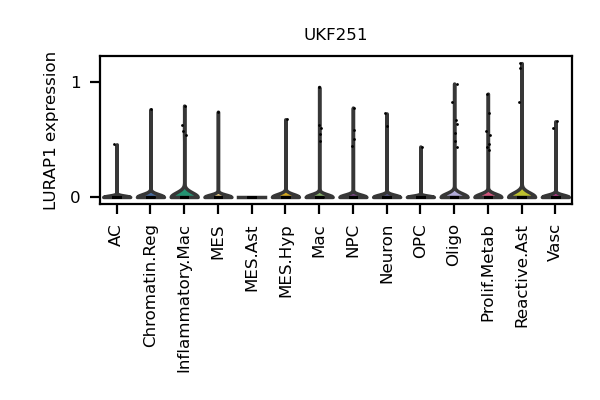 UKF251
LURAP1 expression
1
0
AC
Chromatin.Reg
Inflammatory.Mac
MES
MES.Ast
MES.Hyp
Mac
NPC
Neuron
OPC
Oligo
Prolif.Metab
Reactive.Ast
Vasc